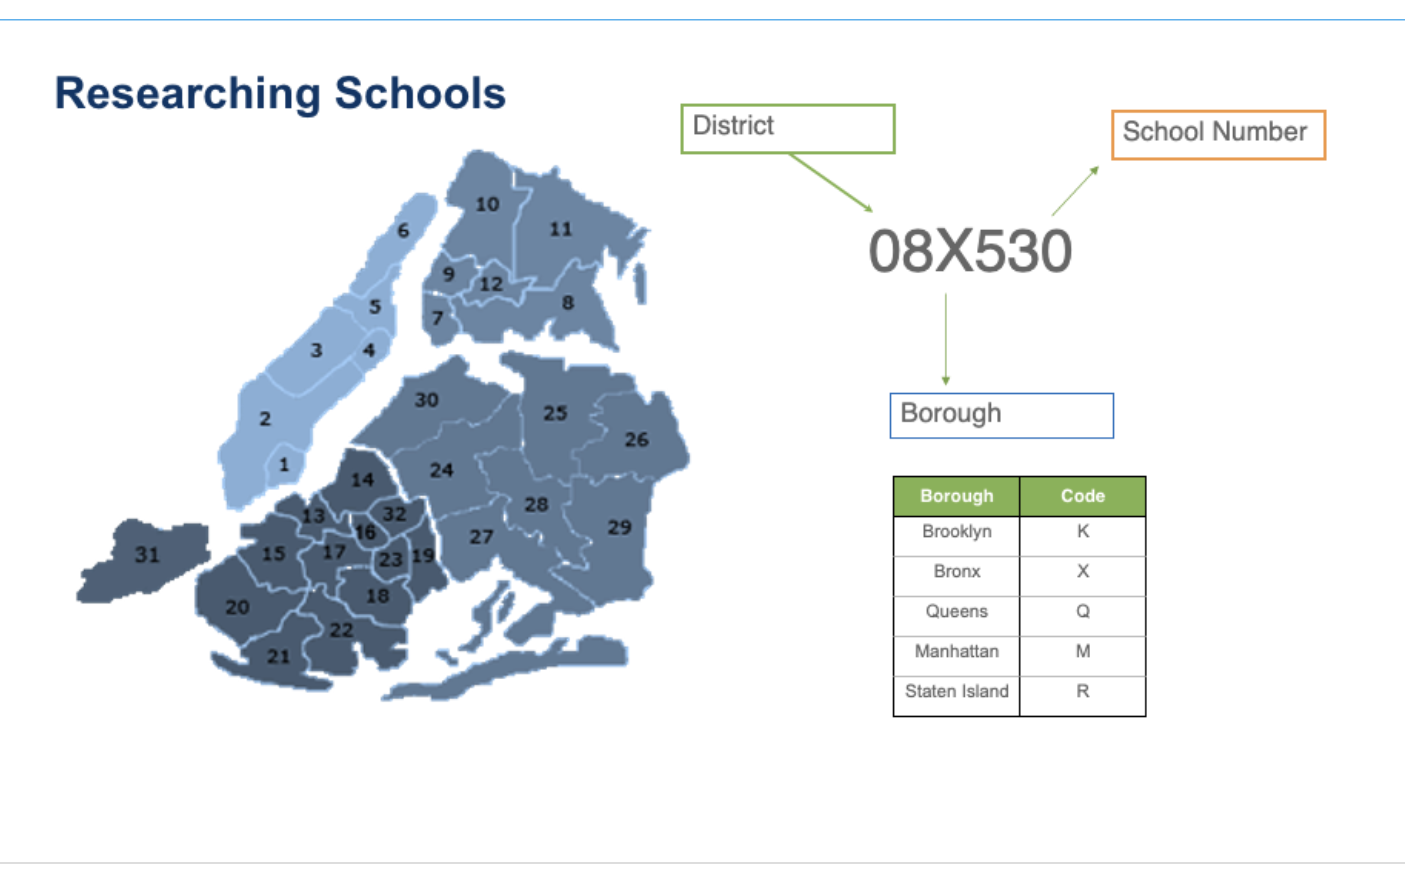 Researching Schools
District
School Number
08X530
Borough
Borough Code
Brooklyn K
Bronx X
Queens Q
Manhattan M
Staten Island R
10
6
11
9
12
8
5
7
3
4
30
2
25
26
1
24
14
28
13
32
29
16
27
31
15
17
23
19
18
20
22
21